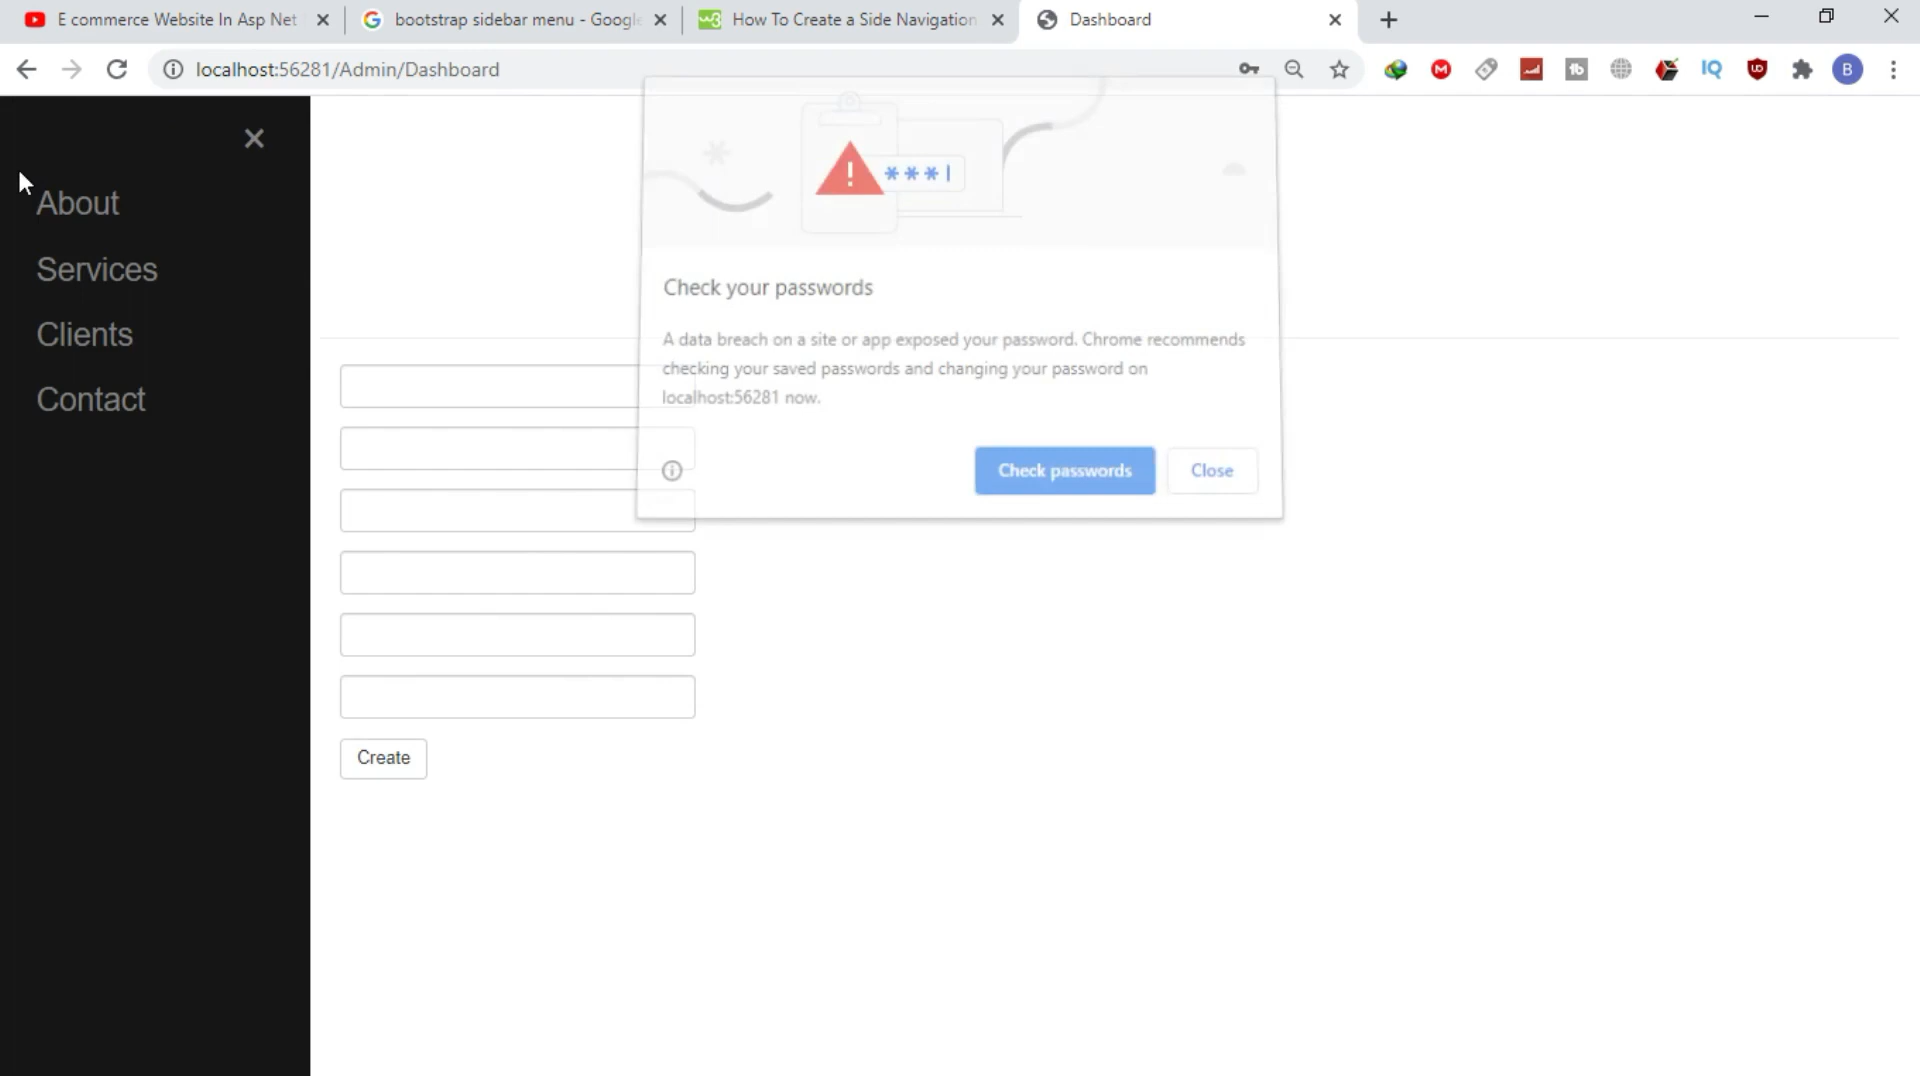 E commerce Website In Asp Net
bootstrap sidebar menu - Google
How To Create a Side Navigation
Dashboard
localhost:56281/Admin/Dashboard
B
About
Services
Clients
Contact
***|
Check your passwords
A data breach on a site or app exposed your password. Chrome recommends
checking your saved passwords and changing your password on
localhost:56281 now.
Check passwords
Close
Create